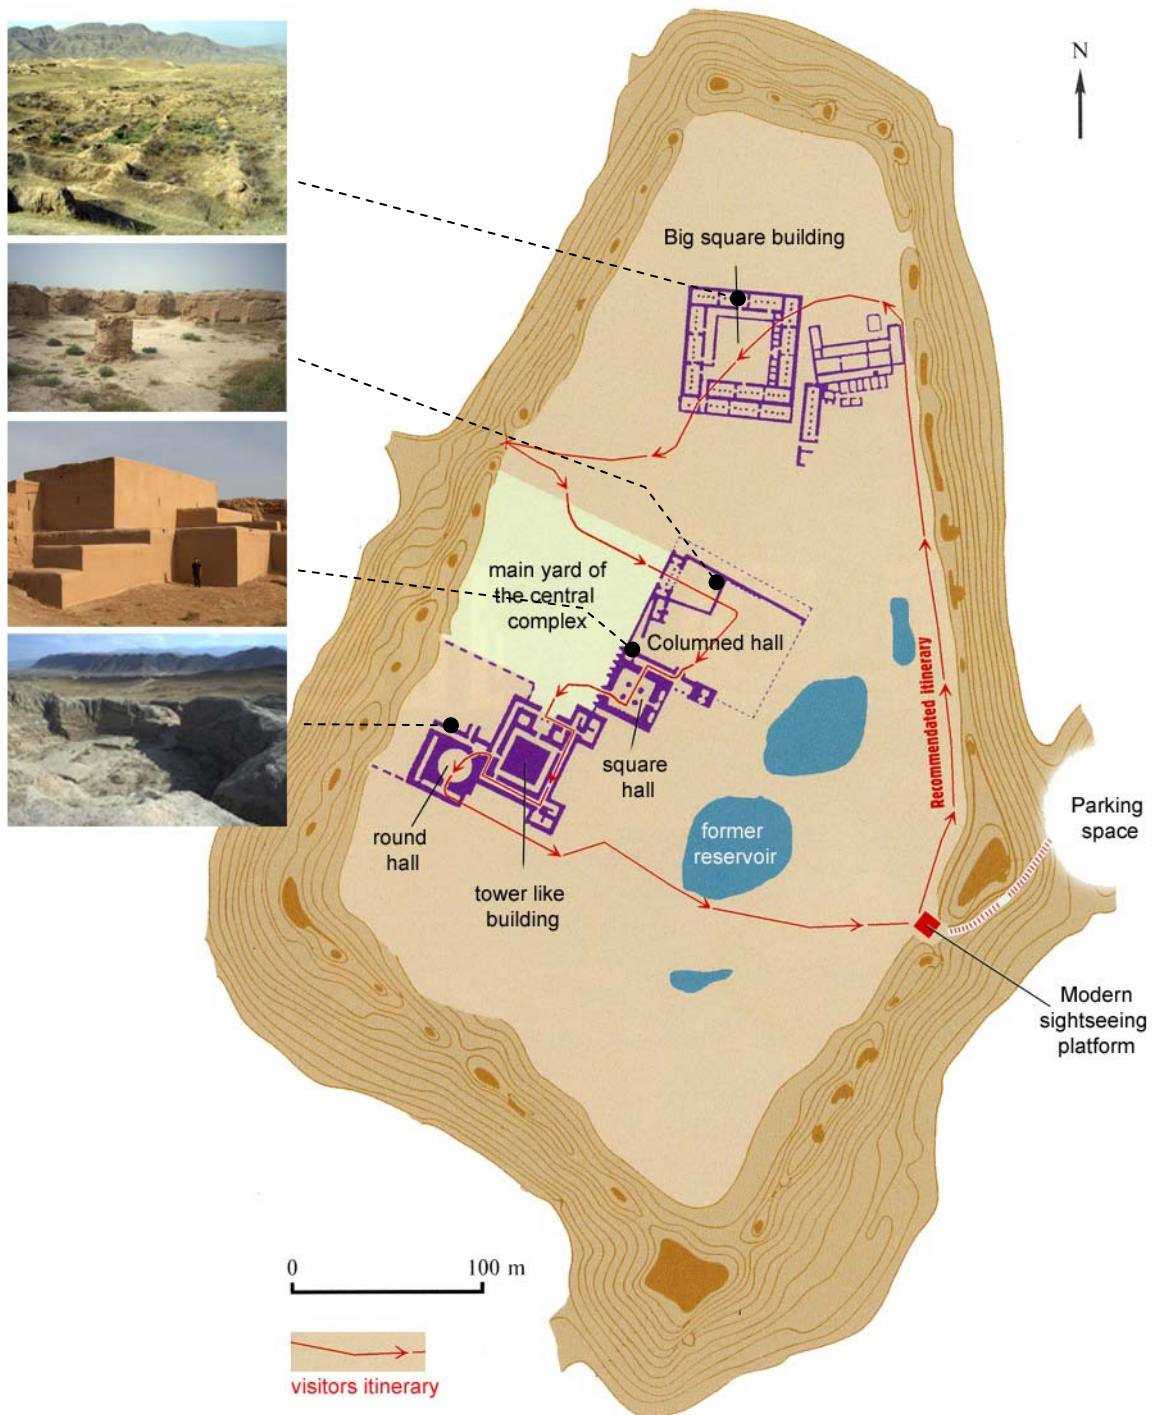 N
Big square building
main yard of
the central
complex
Columned hall
square
hall
Recommendated itinerary
Parking
space
round
hall
former
reservoir
tower like
building
Modern
sightseeing
platform
0 100 m
visitors itinerary